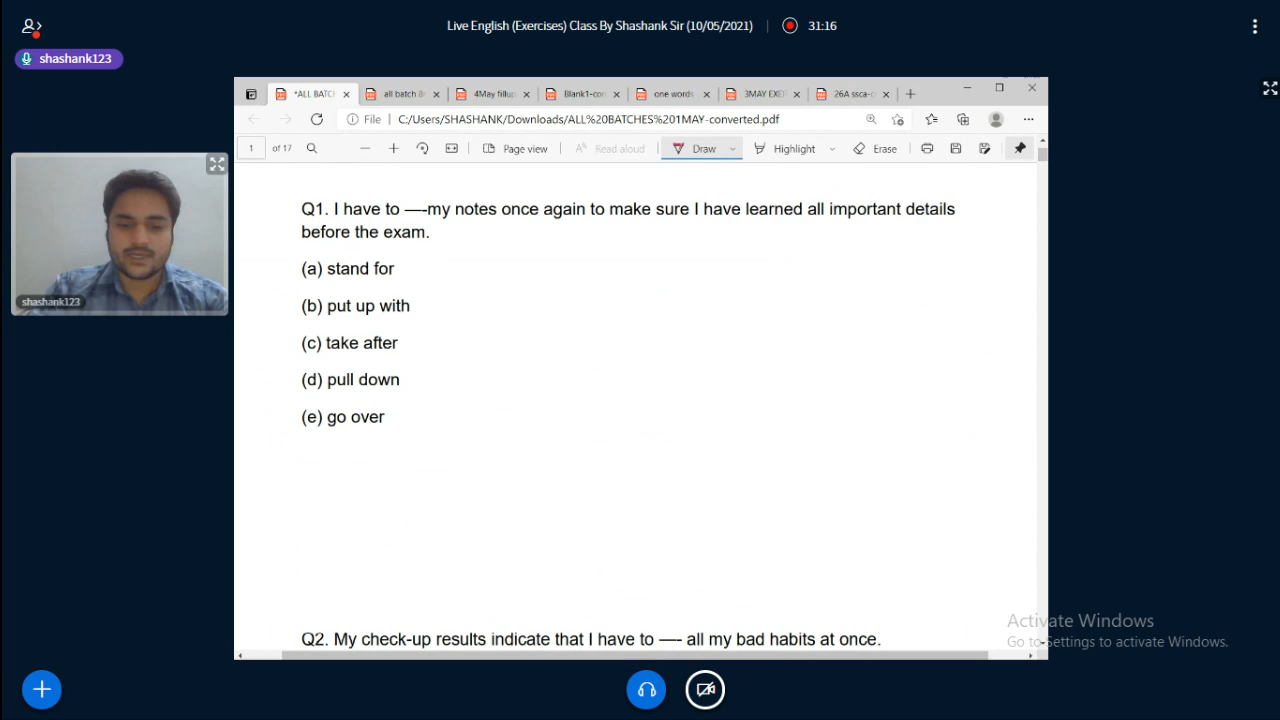 Live English (Exercises) Class By Shashank Sir (10/05/2021)
31:16
shashank123
*ALL BATCH
all batch
4May fillup
Blank1-con
one words
3MAY EXER
26A ssca-c
File
C:/Users/SHASHANK/Downloads/ALL%20BATCHES%201MAY-converted.pdf
1 of 17
Page view
Read aloud
Draw
Highlight
Erase
Q1. I have to —-my notes once again to make sure I have learned all important details
before the exam.
(a) stand for
(b) put up with
(c) take after
(d) pull down
(e) go over
shashank123
Q2. My check-up results indicate that I have to —- all my bad habits at once.
Activate Windows
Go to Settings to activate Windows.